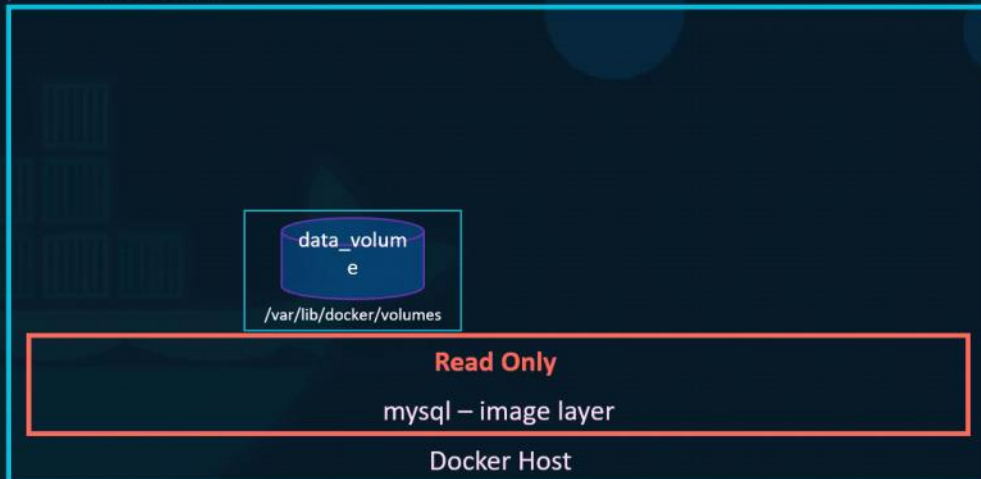 data_volum
e
/var/lib/docker/volumes
Read Only
mysql – image layer
Docker Host